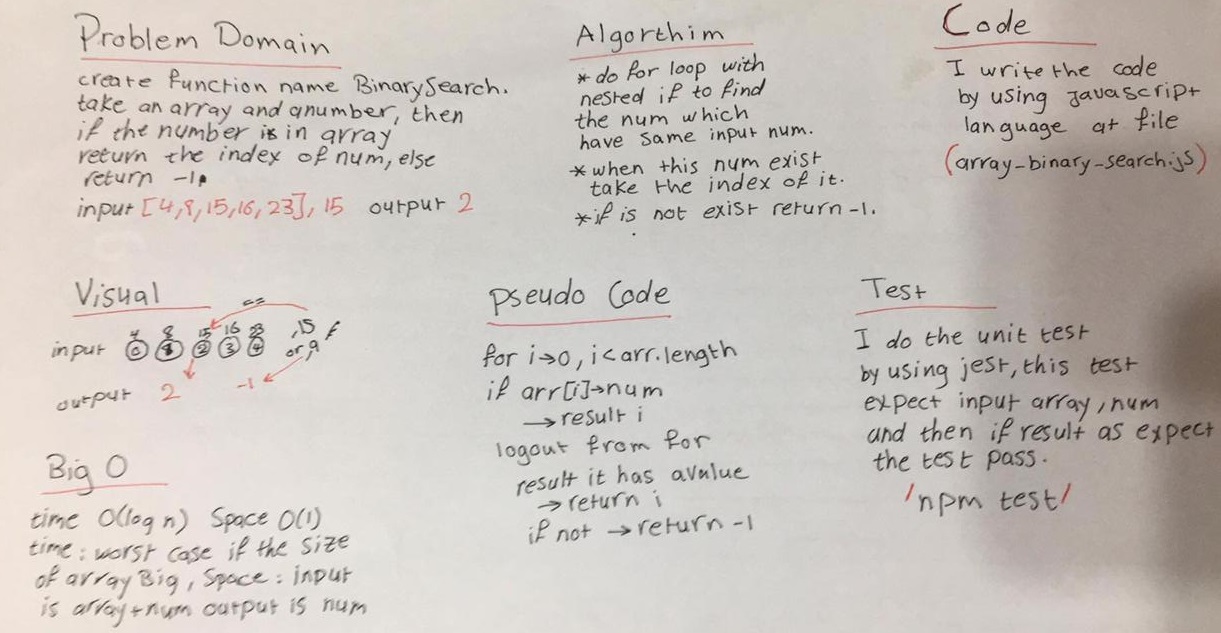 Problem Domain
create function name BinarySearch.
take an array and anumber, then
if the number is in array
return the index of num, else
return -1.
input [4,8,15,16,23], 15 output 2
Algorthim
* do for loop with
nested if to find
the num which
have same input num.
* when this num exist
take the index of it.
* if is not exist return -1.
Code
I write the code
by using Javascript
language at file
(array-binary-search.js)
Visual
==
4 8 15 16 23 ,15
input 0 1 2 3 4 or 9
output 2 -1
Pseudo Code
for i→0, i<arr.length
if arr[i]→num
→result i
logout from for
result it has avalue
→return i
if not →return -1
Test
I do the unit test
by using jest, this test
expect input array, num
and then if result as expect
the test pass.
'npm test'
Big O
time O(log n) Space O(1)
time: worst case if the size
of array Big, Space: input
is array+num output is num